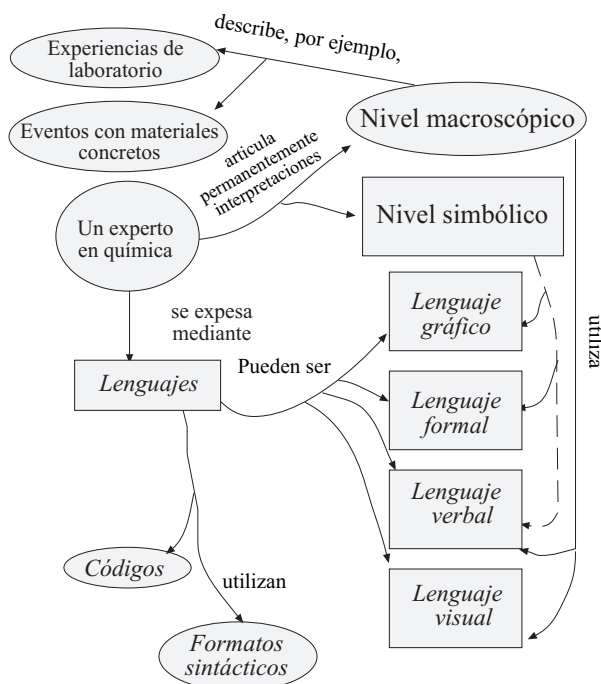 describe, por ejemplo,
Experiencias de
laboratorio
Eventos con materiales
concretos
Nivel macroscópico
articula
permanentemente
interpretaciones
Un experto
en química
Nivel simbólico
se expesa
mediante
Lenguaje
gráfico
utiliza
Lenguajes
Pueden ser
Lenguaje
formal
Lenguaje
verbal
Códigos
utilizan
Lenguaje
visual
Formatos
sintácticos